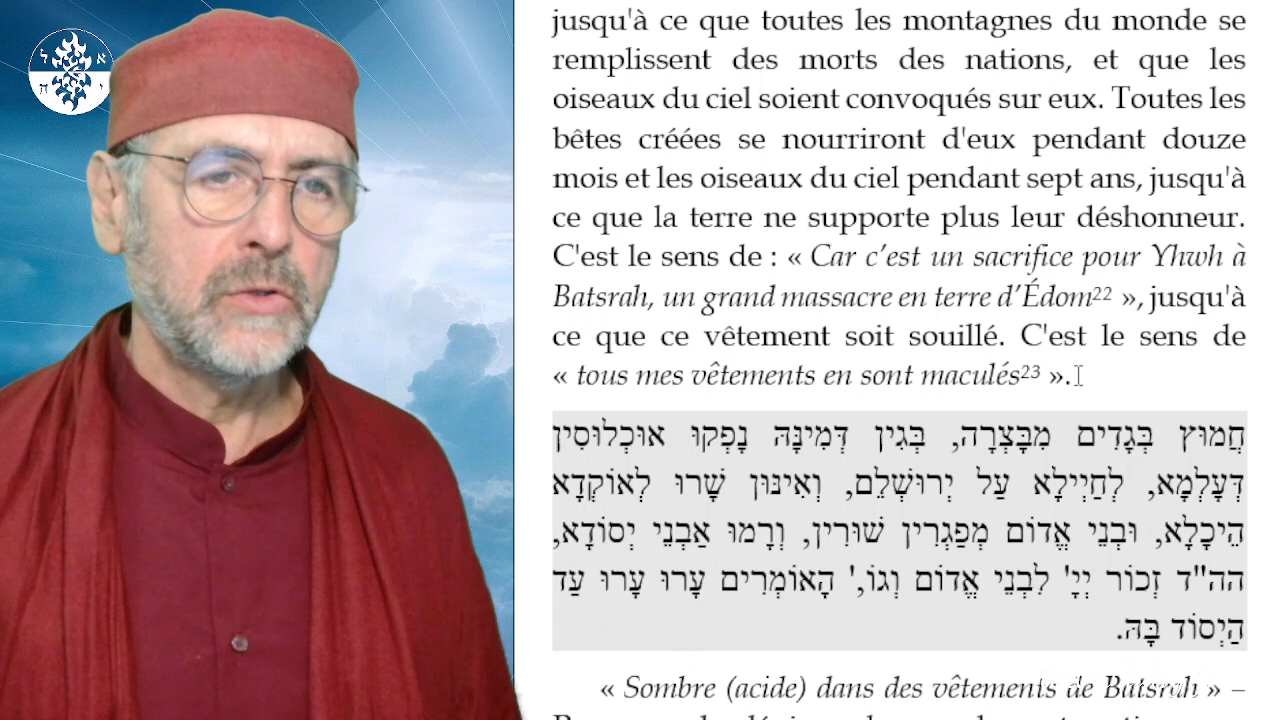 jusqu'à ce que toutes les montagnes du monde se
remplissent des morts des nations, et que les
oiseaux du ciel soient convoqués sur eux. Toutes les
bêtes créées se nourriront d'eux pendant douze
mois et les oiseaux du ciel pendant sept ans, jusqu'à
ce que la terre ne supporte plus leur déshonneur.
C'est le sens de : « Car c’est un sacrifice pour Yhwh à
Batsrah, un grand massacre en terre d’Édom22 », jusqu'à
ce que ce vêtement soit souillé. C'est le sens de
« tous mes vêtements en sont maculés23 ».
חֲמוּץ בְּגָדִים מִבָּצְרָה, בְּגִין דְּמִינָּהּ נָפְקוּ אוּכְלוּסִין
דְּעָלְמָא, לְחַיְילָא עַל יְרוּשְׁלֵם, וְאִינּוּן שָׁרוּ לְאוֹקְדָא
הֵיכָלָא, וּבְנֵי אֱדוֹם מְפַגְרִין שׁוּרִין, וְרָמוּ אַבְנֵי יְסוֹדָא,
הה"ד זְכוֹר יְיָ' לִבְנֵי אֱדוֹם וְגוֹ,' הָאוֹמְרִים עָרוּ עָרוּ עַד
הַיְסוֹד בָּהּ.
« Sombre (acide) dans des vêtements de Batsrah » –